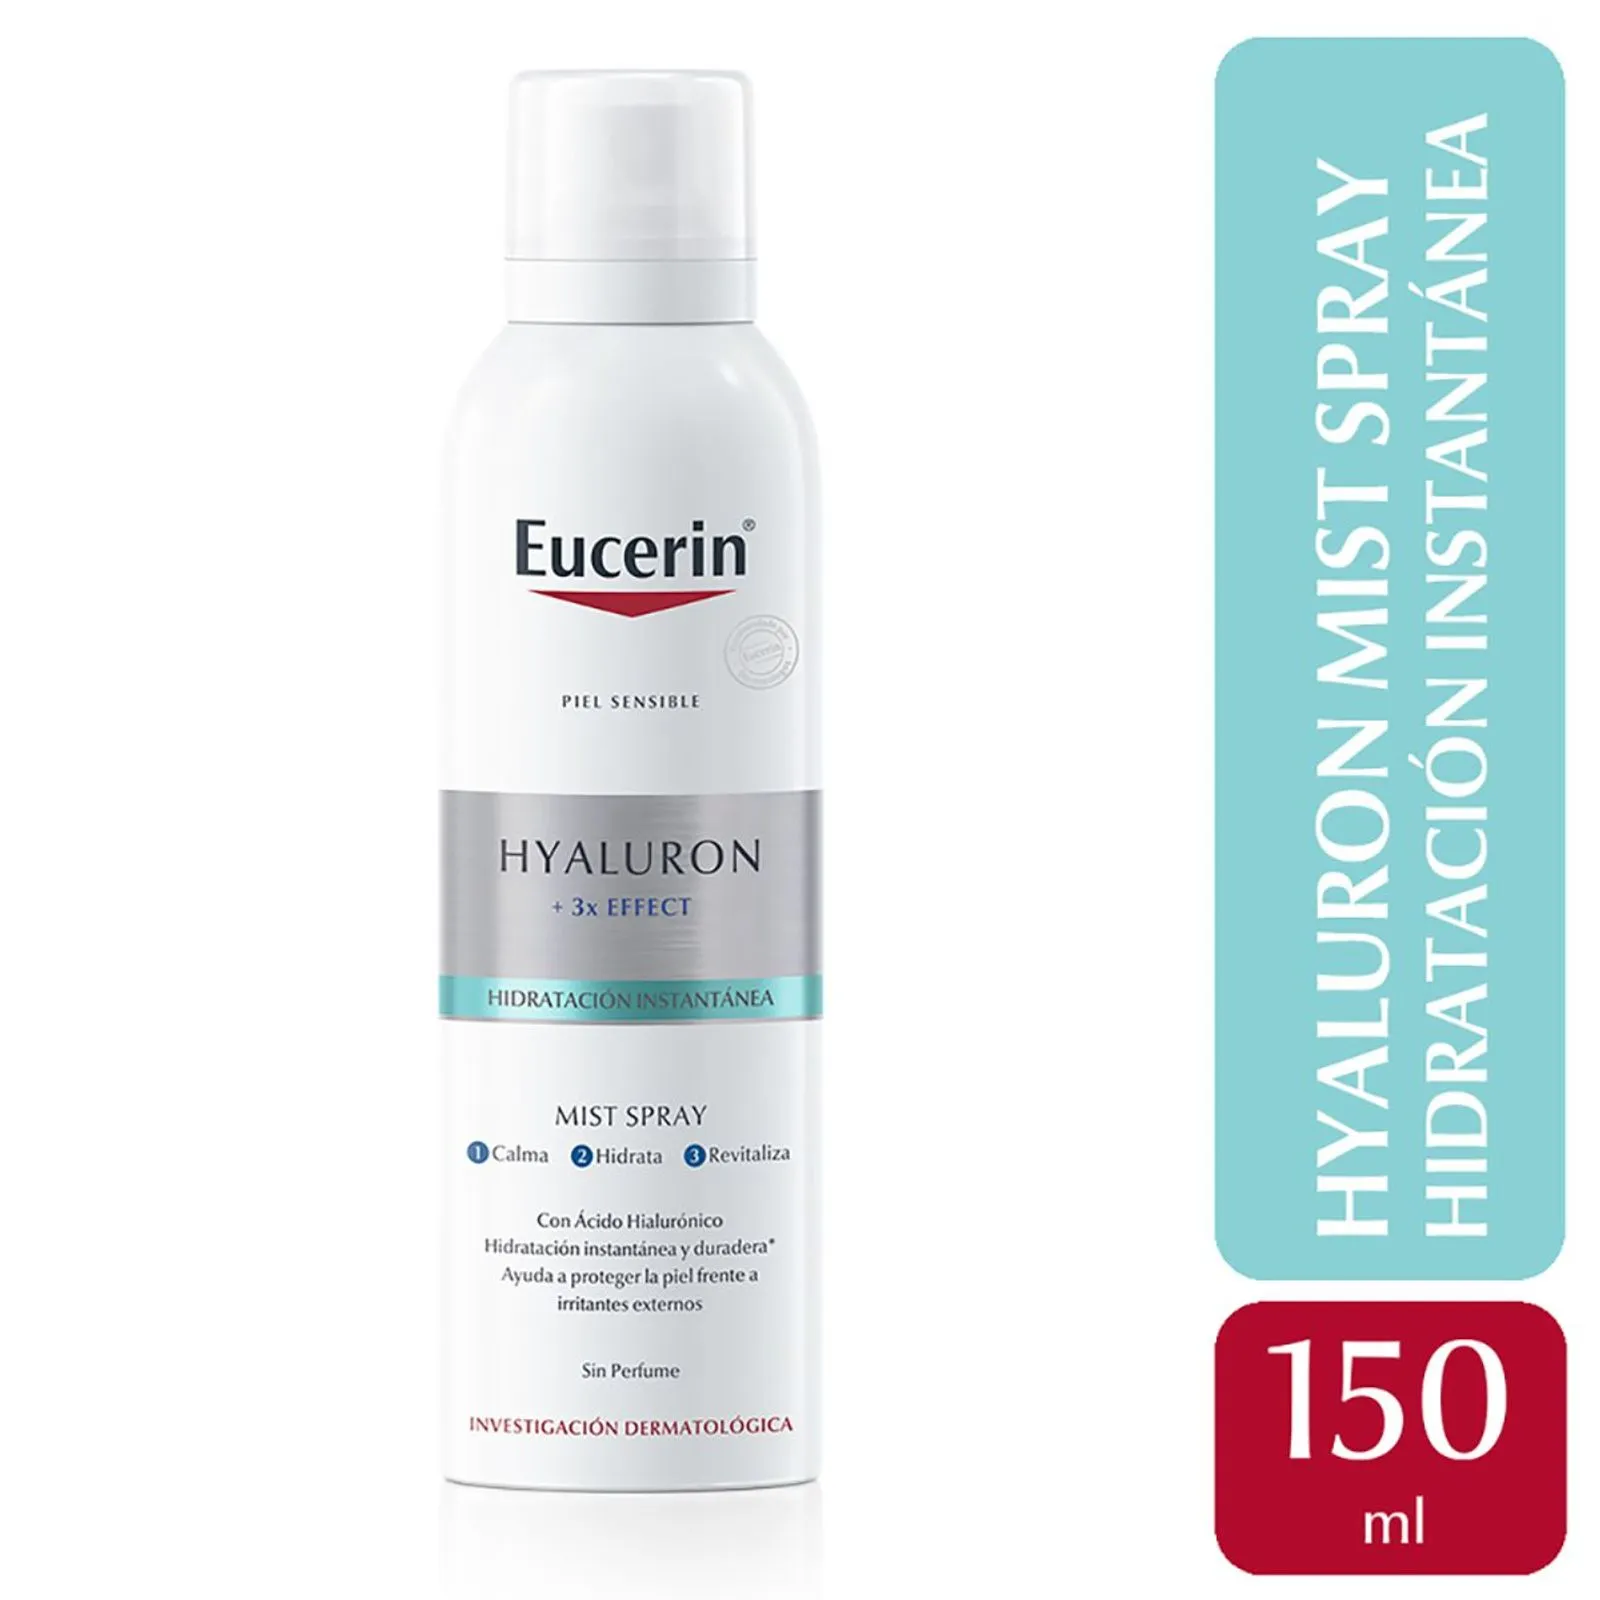 Eucerin®
Eucerin
PIEL SENSIBLE
HYALURON
+ 3x EFFECT
HIDRATACIÓN INSTANTÁNEA
MIST SPRAY
1 Calma 2 Hidrata 3 Revitaliza
Con Ácido Hialurónico
Hidratación instantánea y duradera*
Ayuda a proteger la piel frente a
irritantes externos
Sin Perfume
INVESTIGACIÓN DERMATOLÓGICA
HYALURON MIST SPRAY
HIDRATACIÓN INSTANTÁNEA
150
ml